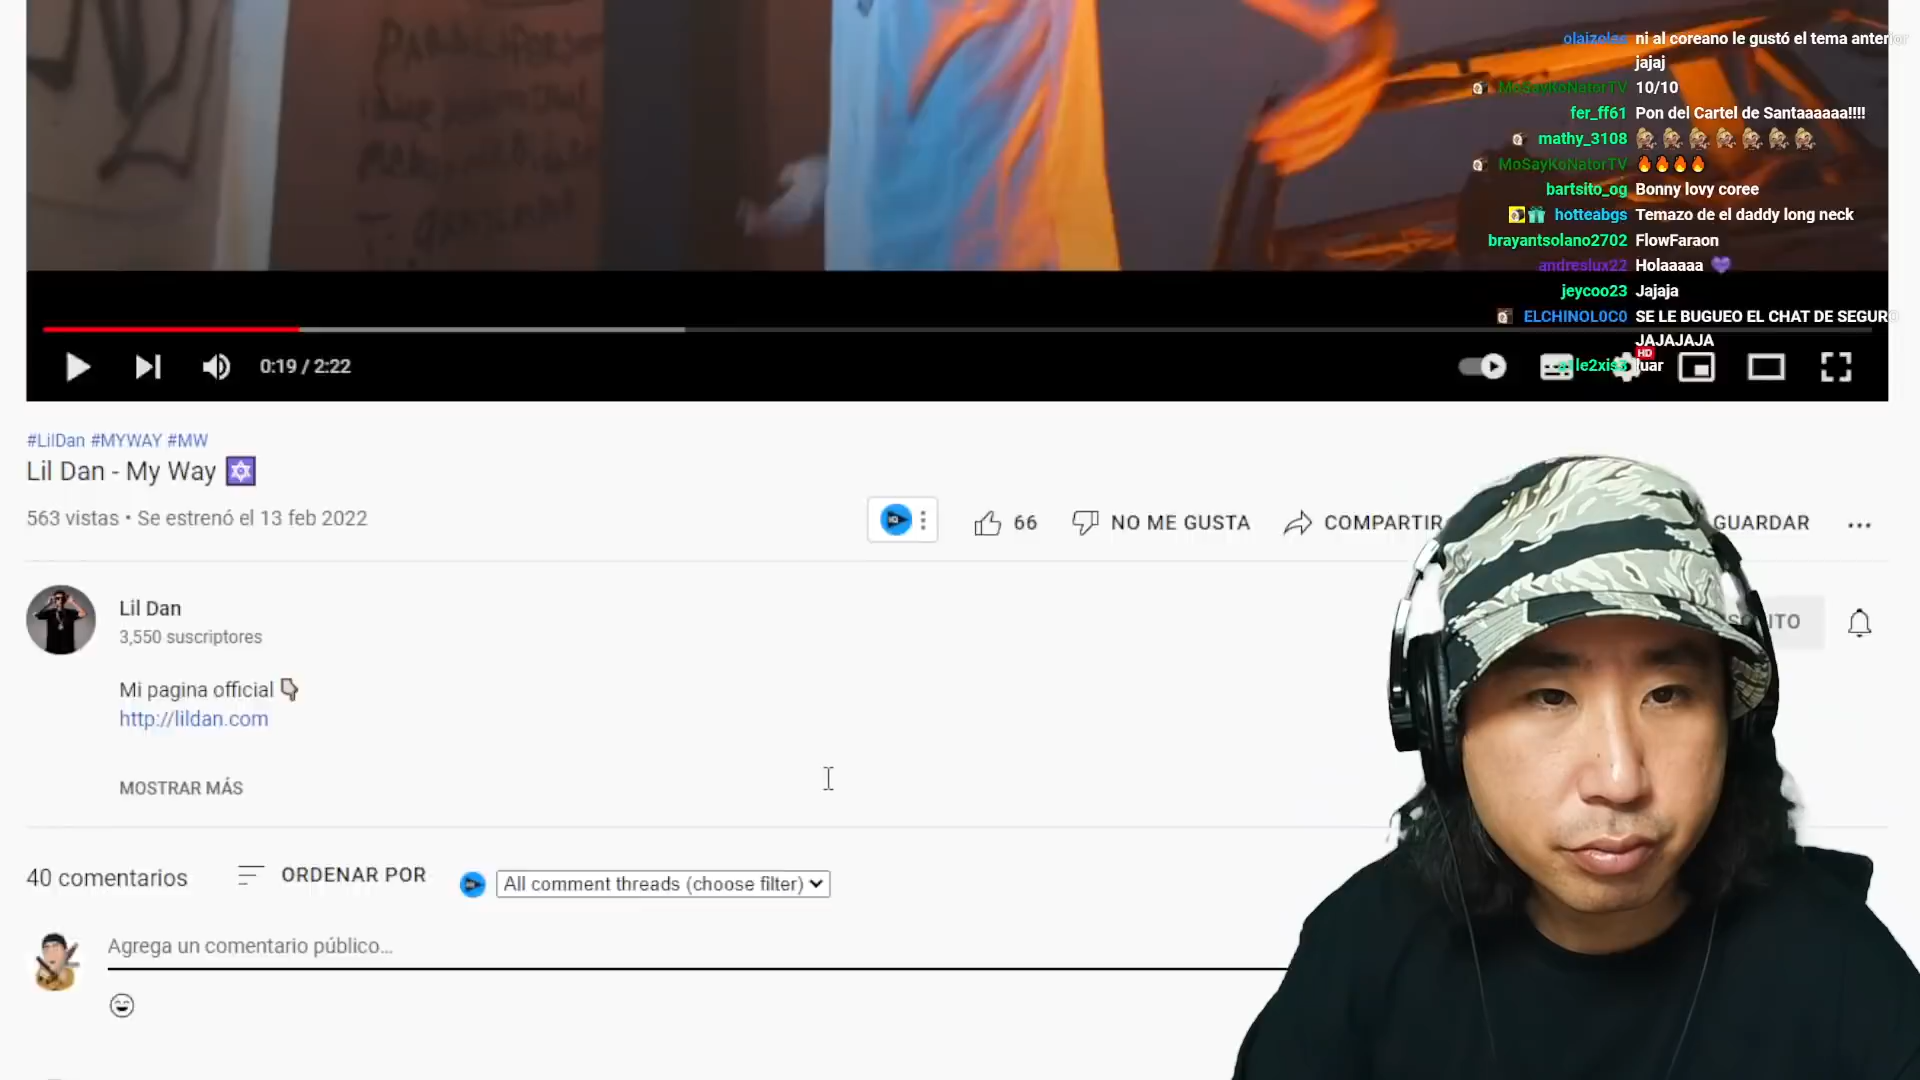 olaizolas ni al coreano le gustó el tema anterior
jajaj
MoSayKoNatorTV 10/10
fer_ff61 Pon del Cartel de Santaaaaaa!!!!
mathy_3108
MoSayKoNatorTV
bartsito_og Bonny lovy coree
hotteabgs Temazo de el daddy long neck
brayantsolano2702 FlowFaraon
andreslux22 Holaaaaa
jeycoo23 Jajaja
ELCHINOL0C0 SE LE BUGUEO EL CHAT DE SEGURO
JAJAJAJA
HD
luar
0:19 / 2:22
#LilDan #MYWAY #MW
Lil Dan - My Way
563 vistas • Se estrenó el 13 feb 2022
66 NO ME GUSTA COMPARTIR GUARDAR
Lil Dan
3,550 suscriptores
Mi pagina official
http://lildan.com
MOSTRAR MÁS
40 comentarios ORDENAR POR All comment threads (choose filter)
Agrega un comentario público...